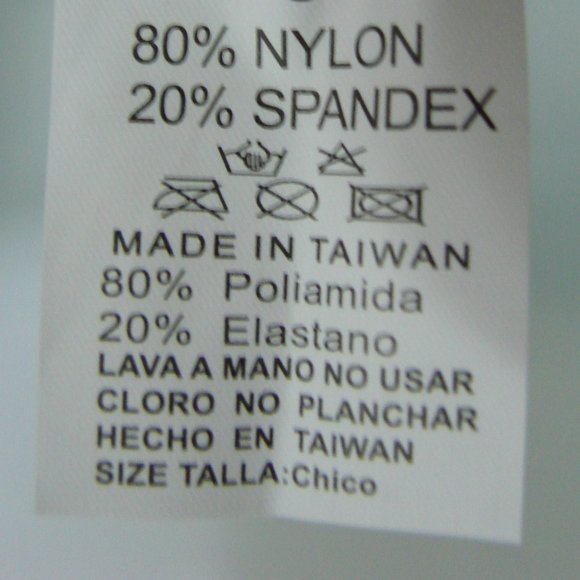 80% NYLON
20% SPANDEX
MADE IN TAIWAN
80% Poliamida
20% Elastano
LAVA A MANO NO USAR
CLORO NO PLANCHAR
HECHO EN TAIWAN
SIZE TALLA:Chico